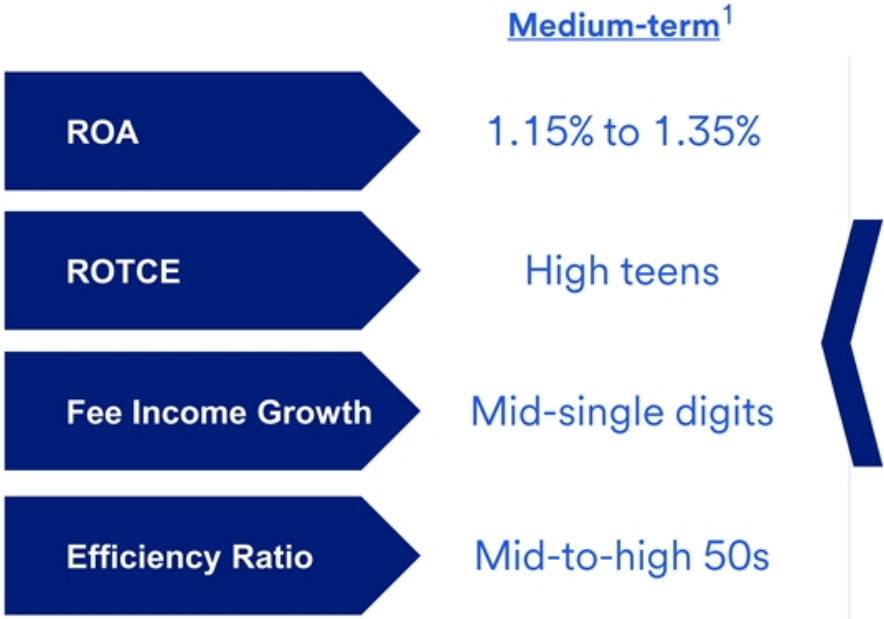 Medium-term1
ROA
1.15% to 1.35%
ROTCE
High teens
Fee Income Growth
Mid-single digits
Efficiency Ratio
Mid-to-high 50s